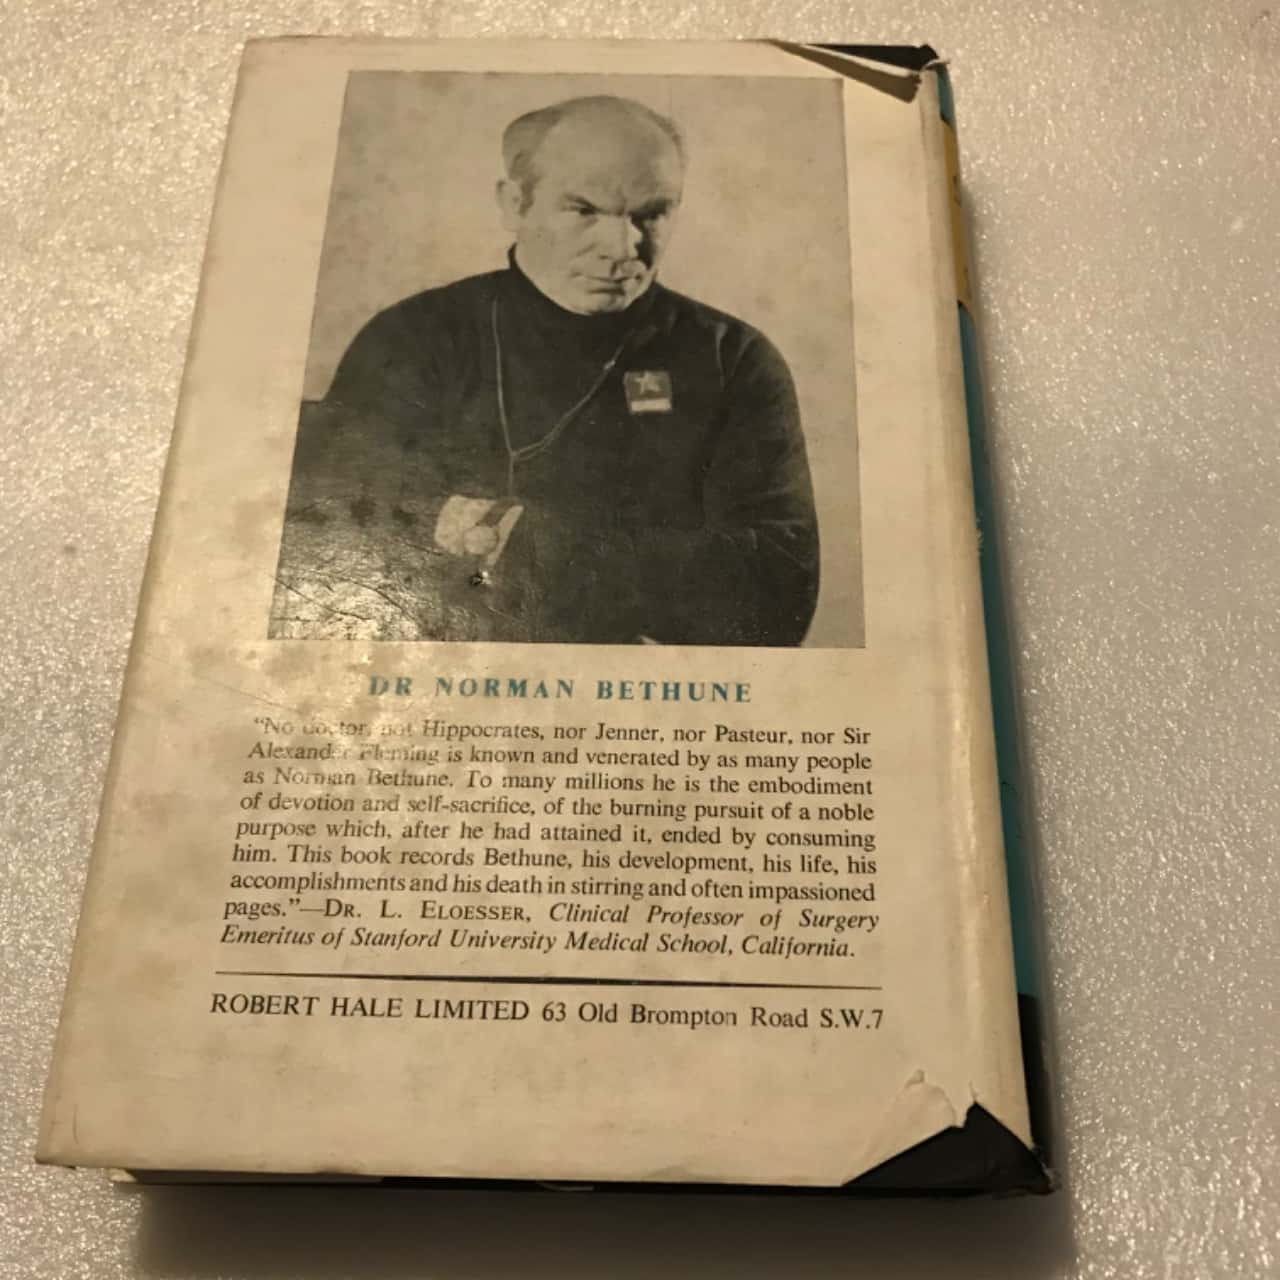 DR NORMAN BETHUNE
“No doctor, not Hippocrates, nor Jenner, nor Pasteur, nor Sir
Alexander Fleming is known and venerated by as many people
as Norman Bethune. To many millions he is the embodiment
of devotion and self-sacrifice, of the burning pursuit of a noble
purpose which, after he had attained it, ended by consuming
him. This book records Bethune, his development, his life, his
accomplishments and his death in stirring and often impassioned
pages.”—DR. L. ELOESSER, Clinical Professor of Surgery
Emeritus of Stanford University Medical School, California.
ROBERT HALE LIMITED 63 Old Brompton Road S.W.7